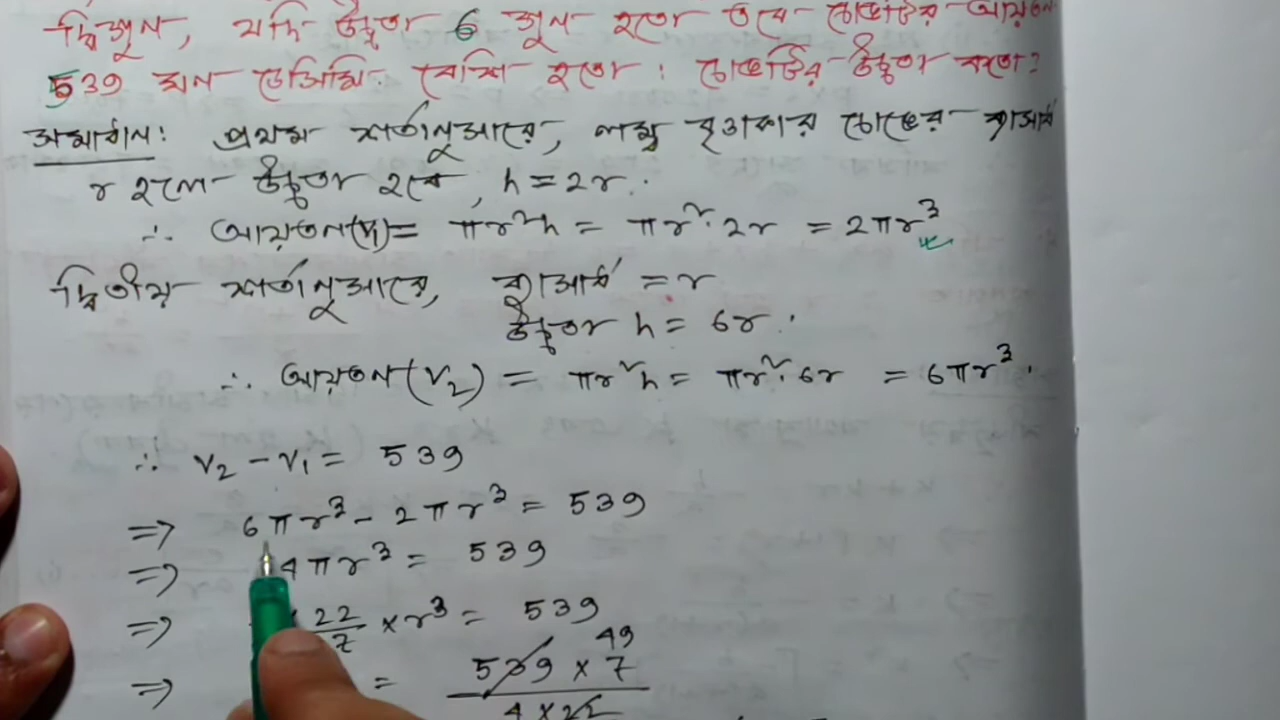 দ্বিগুন, যদি উচ্চতা 6 গুন হতো তবে চোঙটির আয়তন
539 ঘন ডেসিমি. বেশি হতো। চোঙটির উচ্চতা কতো?
সমাধান: প্রথম শর্তানুসারে, লম্ব বৃত্তাকার চোঙের ব্যাসার্ধ
r হলে উচ্চতা হবে, h = 2r.
∴ আয়তন(V₁) = πr²h = πr².2r = 2πr³
দ্বিতীয় শর্তানুসারে, ব্যাসার্ধ = r
উচ্চতা h = 6r.
∴ আয়তন(V₂) = πr²h = πr².6r = 6πr³.
∴ V₂ - V₁ = 539
⇒ 6πr³ - 2πr³ = 539
⇒ 4πr³ = 539
⇒ 22/7 × r³ = 539
49
⇒ = 539 × 7
4 × 22